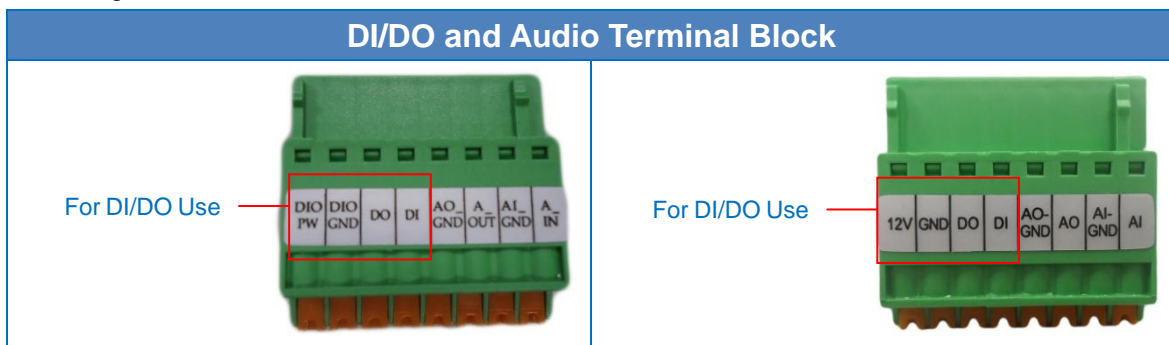 DI/DO and Audio Terminal Block
For DI/DO Use
DIO PW
DIO GND
DO
DI
AO_ GND
A_ OUT
AI_ GND
A_ IN
For DI/DO Use
12V
GND
DO
DI
AO- GND
AO
AI- GND
AI